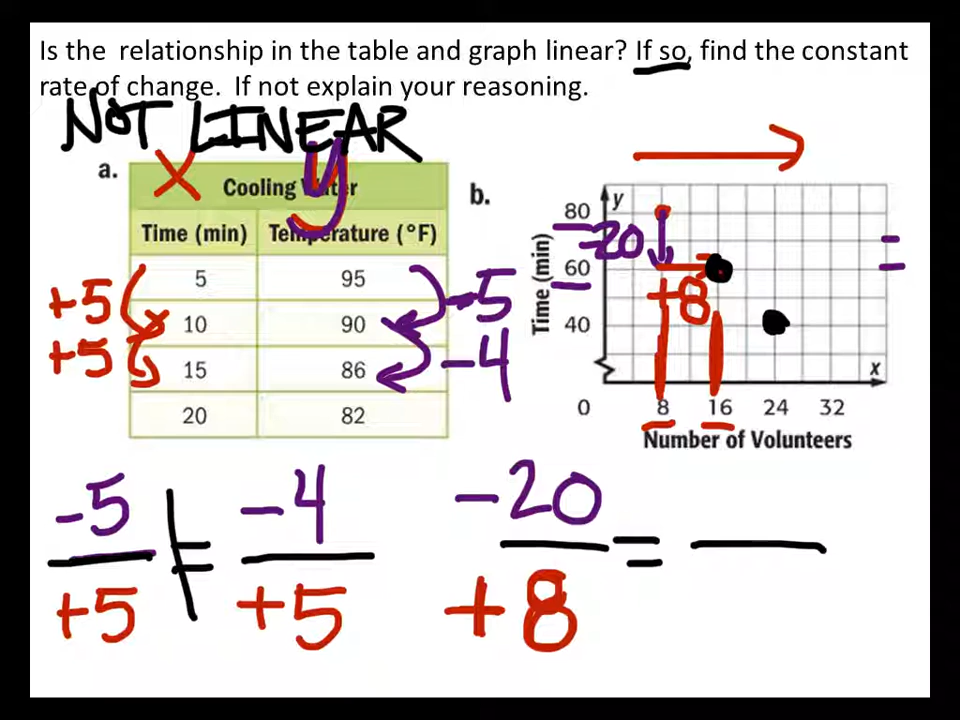 Is the relationship in the table and graph linear? If so, find the constant
rate of change. If not explain your reasoning.
NOT LINEAR
a.
x y
Cooling Water
Time (min) Temperature (°F)
5 95
10 90
15 86
20 82
+5
+5
-5
-4
b.
y
80
60
40
0
8 16 24 32
x
Time (min)
Number of Volunteers
-20
+8
=
-5 ≠ -4
+5 +5
-20 =
+8